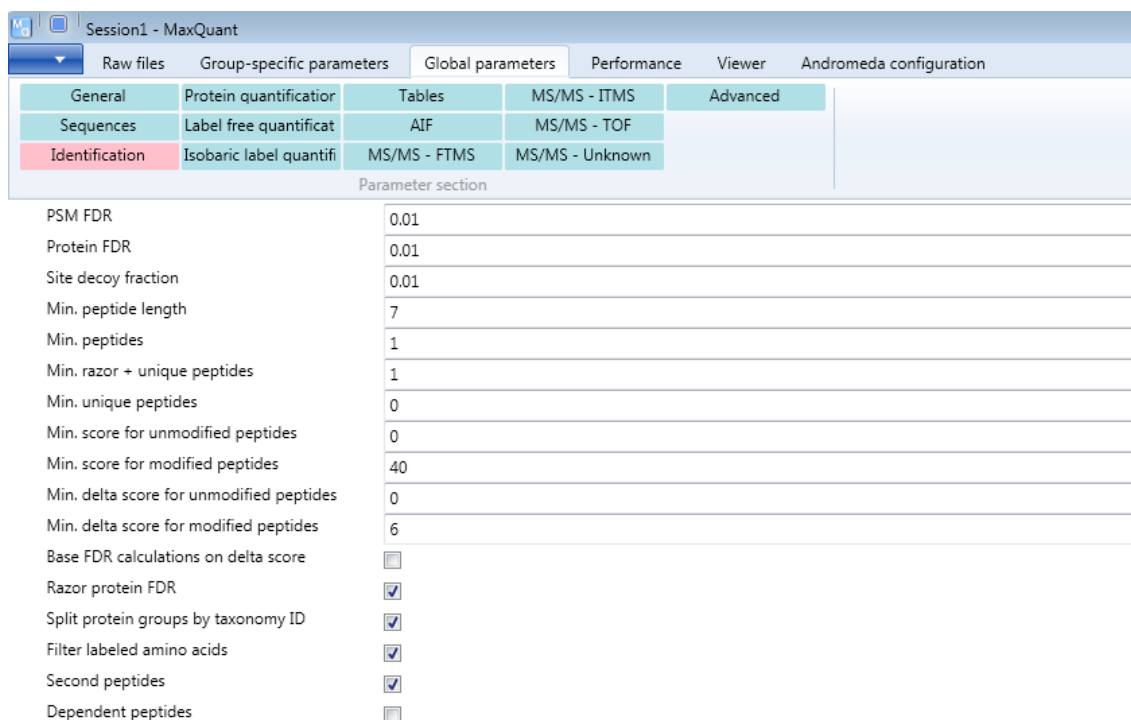 Session1 - MaxQuant
Raw files Group-specific parameters Global parameters Performance Viewer Andromeda configuration
General Protein quantification Tables MS/MS - ITMS Advanced
Sequences Label free quantificat AIF MS/MS - TOF
Identification Isobaric label quantifi MS/MS - FTMS MS/MS - Unknown
Parameter section
PSM FDR 0.01
Protein FDR 0.01
Site decoy fraction 0.01
Min. peptide length 7
Min. peptides 1
Min. razor + unique peptides 1
Min. unique peptides 0
Min. score for unmodified peptides 0
Min. score for modified peptides 40
Min. delta score for unmodified peptides 0
Min. delta score for modified peptides 6
Base FDR calculations on delta score
Razor protein FDR
Split protein groups by taxonomy ID
Filter labeled amino acids
Second peptides
Dependent peptides